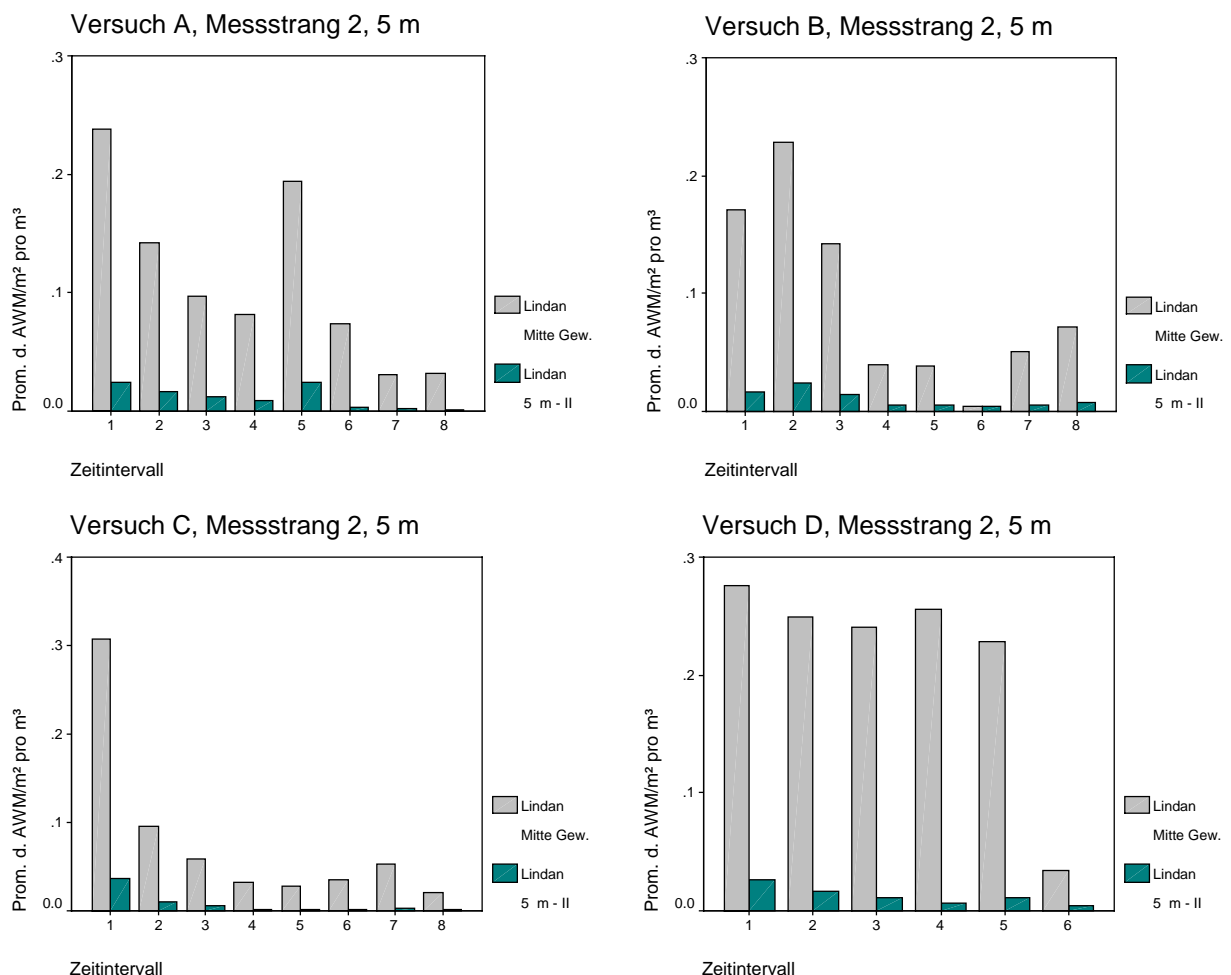 Versuch A, Messstrang 2, 5 m
Prom. d. AWM/m² pro m³
.3
.2
.1
0.0
1 2 3 4 5 6 7 8
Zeitintervall
Lindan
Mitte Gew.
Lindan
5 m - II
Versuch B, Messstrang 2, 5 m
Prom. d. AWM/m² pro m³
.3
.2
.1
0.0
1 2 3 4 5 6 7 8
Zeitintervall
Lindan
Mitte Gew.
Lindan
5 m - II
Versuch C, Messstrang 2, 5 m
Prom. d. AWM/m² pro m³
.4
.3
.2
.1
0.0
1 2 3 4 5 6 7 8
Zeitintervall
Lindan
Mitte Gew.
Lindan
5 m - II
Versuch D, Messstrang 2, 5 m
Prom. d. AWM/m² pro m³
.3
.2
.1
0.0
1 2 3 4 5 6
Zeitintervall
Lindan
Mitte Gew.
Lindan
5 m - II